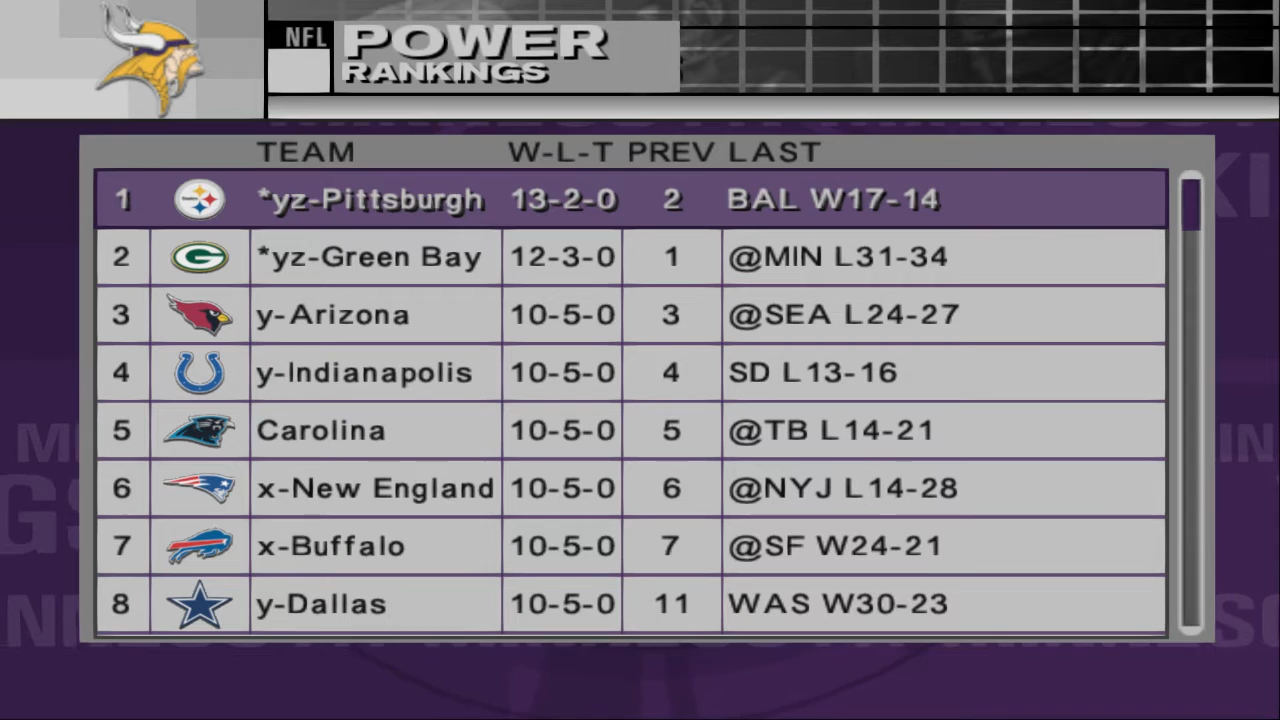 NFL POWER
RANKINGS
TEAM W-L-T PREV LAST
1 Steelers *yz-Pittsburgh 13-2-0 2 BAL W17-14
2 G *yz-Green Bay 12-3-0 1 @MIN L31-34
3 y-Arizona 10-5-0 3 @SEA L24-27
4 y-Indianapolis 10-5-0 4 SD L13-16
5 Carolina 10-5-0 5 @TB L14-21
6 x-New England 10-5-0 6 @NYJ L14-28
7 x-Buffalo 10-5-0 7 @SF W24-21
8 y-Dallas 10-5-0 11 WAS W30-23